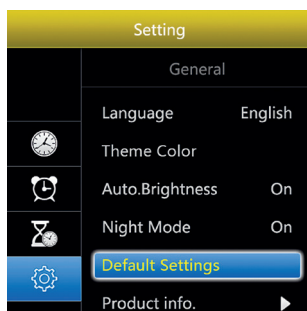 Setting
General
Language English
Theme Color
Auto.Brightness On
Night Mode On
Default Settings
Product info.